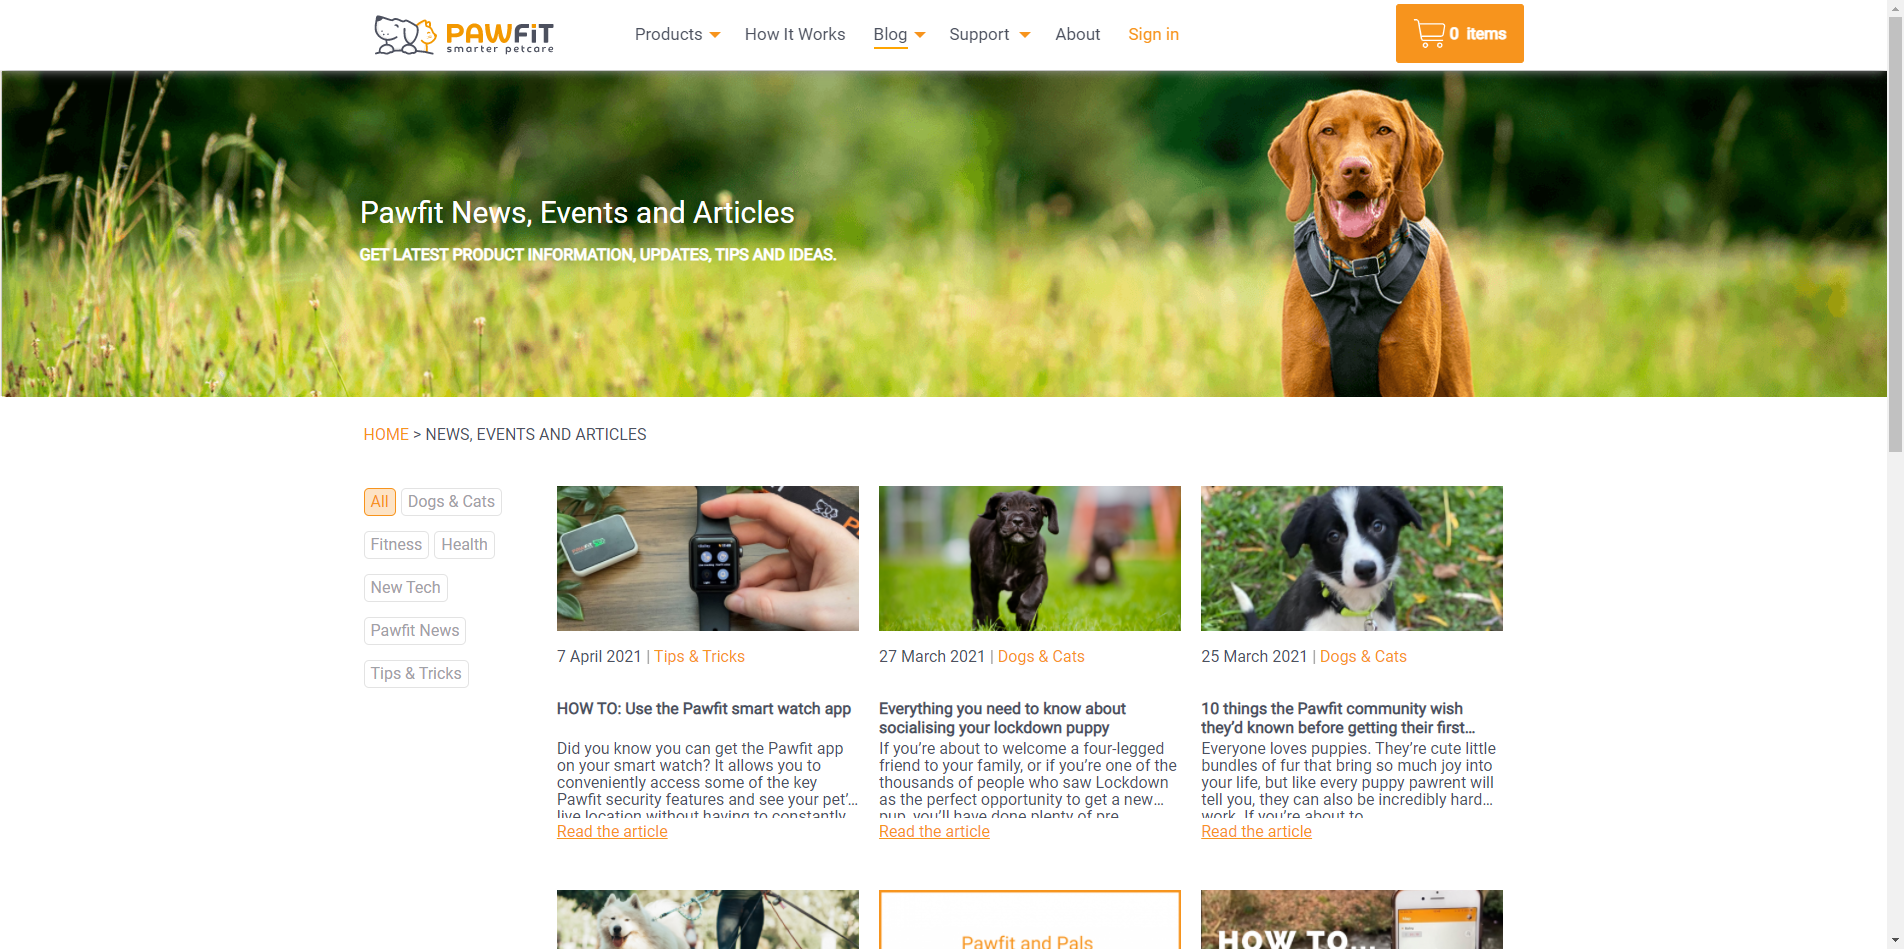 PAWFIT
smarter petcare
Products
How It Works
Blog
Support
About
Sign in
0 items
Pawfit News, Events and Articles
GET LATEST PRODUCT INFORMATION, UPDATES, TIPS AND IDEAS.
HOME > NEWS, EVENTS AND ARTICLES
All
Dogs & Cats
Fitness
Health
New Tech
Pawfit News
Tips & Tricks
7 April 2021 | Tips & Tricks
HOW TO: Use the Pawfit smart watch app
Did you know you can get the Pawfit app
on your smart watch? It allows you to
conveniently access some of the key
Pawfit security features and see your pet'...
live location without having to constantly
Read the article
27 March 2021 | Dogs & Cats
Everything you need to know about
socialising your lockdown puppy
If you're about to welcome a four-legged
friend to your family, or if you're one of the
thousands of people who saw Lockdown
as the perfect opportunity to get a new...
pup, you'll have done plenty of pre
Read the article
25 March 2021 | Dogs & Cats
10 things the Pawfit community wish
they'd known before getting their first...
Everyone loves puppies. They're cute little
bundles of fur that bring so much joy into
your life, but like every puppy pawrent will
tell you, they can also be incredibly hard...
work. If you're about to
Read the article
Pawfit and Pals
HOW TO...